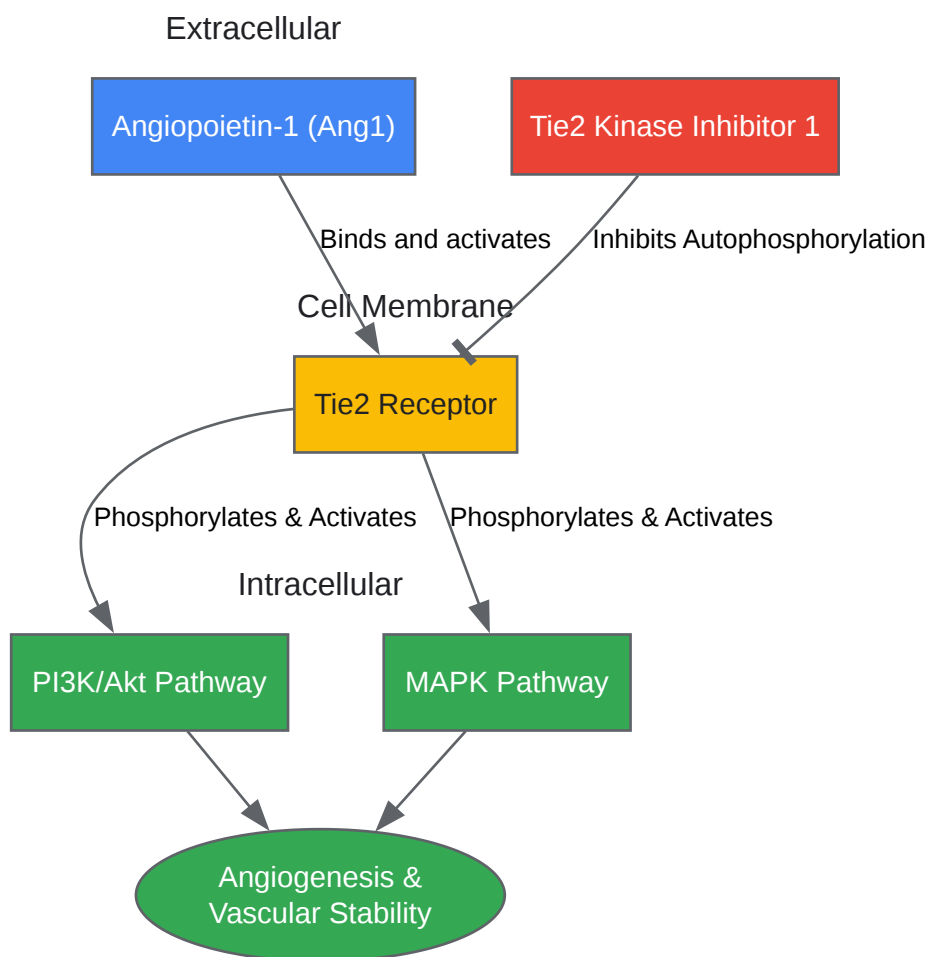 Extracellular
Angiopoietin-1 (Ang1)
Tie2 Kinase Inhibitor 1
Binds and activates
Inhibits Autophosphorylation
Cell Membrane
Tie2 Receptor
Phosphorylates & Activates
Phosphorylates & Activates
Intracellular
PI3K/Akt Pathway
MAPK Pathway
Angiogenesis &
Vascular Stability